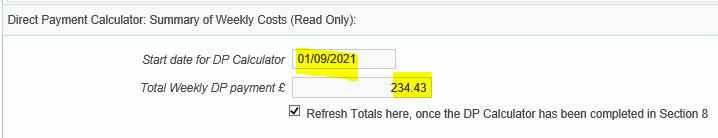 Direct Payment Calculator: Summary of Weekly Costs (Read Only):
Start date for DP Calculator 01/09/2021
Total Weekly DP payment £ 234.43
Refresh Totals here, once the DP Calculator has been completed in Section 8